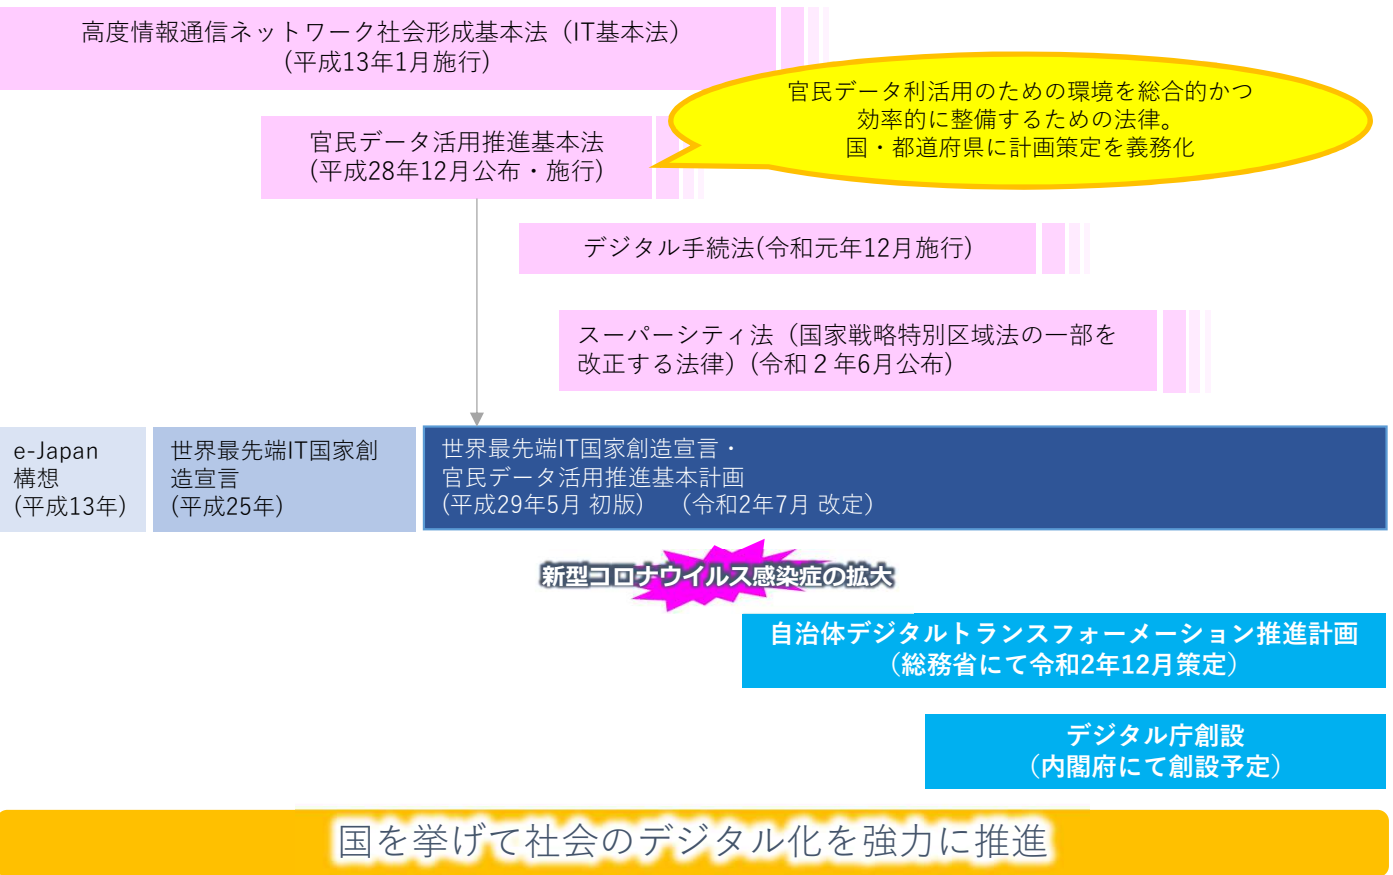 高度情報通信ネットワーク社会形成基本法（IT基本法）
(平成13年1月施行)
官民データ利活用のための環境を総合的かつ
効率的に整備するための法律。
国・都道府県に計画策定を義務化
官民データ活用推進基本法
(平成28年12月公布・施行)
デジタル手続法(令和元年12月施行)
スーパーシティ法（国家戦略特別区域法の一部を
改正する法律）(令和２年6月公布）
e-Japan
構想
(平成13年)
世界最先端IT国家創
造宣言
(平成25年)
世界最先端IT国家創造宣言・
官民データ活用推進基本計画
(平成29年5月 初版)　（令和2年7月 改定）
新型コロナウイルス感染症の拡大
自治体デジタルトランスフォーメーション推進計画
（総務省にて令和2年12月策定）
デジタル庁創設
（内閣府にて創設予定）
国を挙げて社会のデジタル化を強力に推進